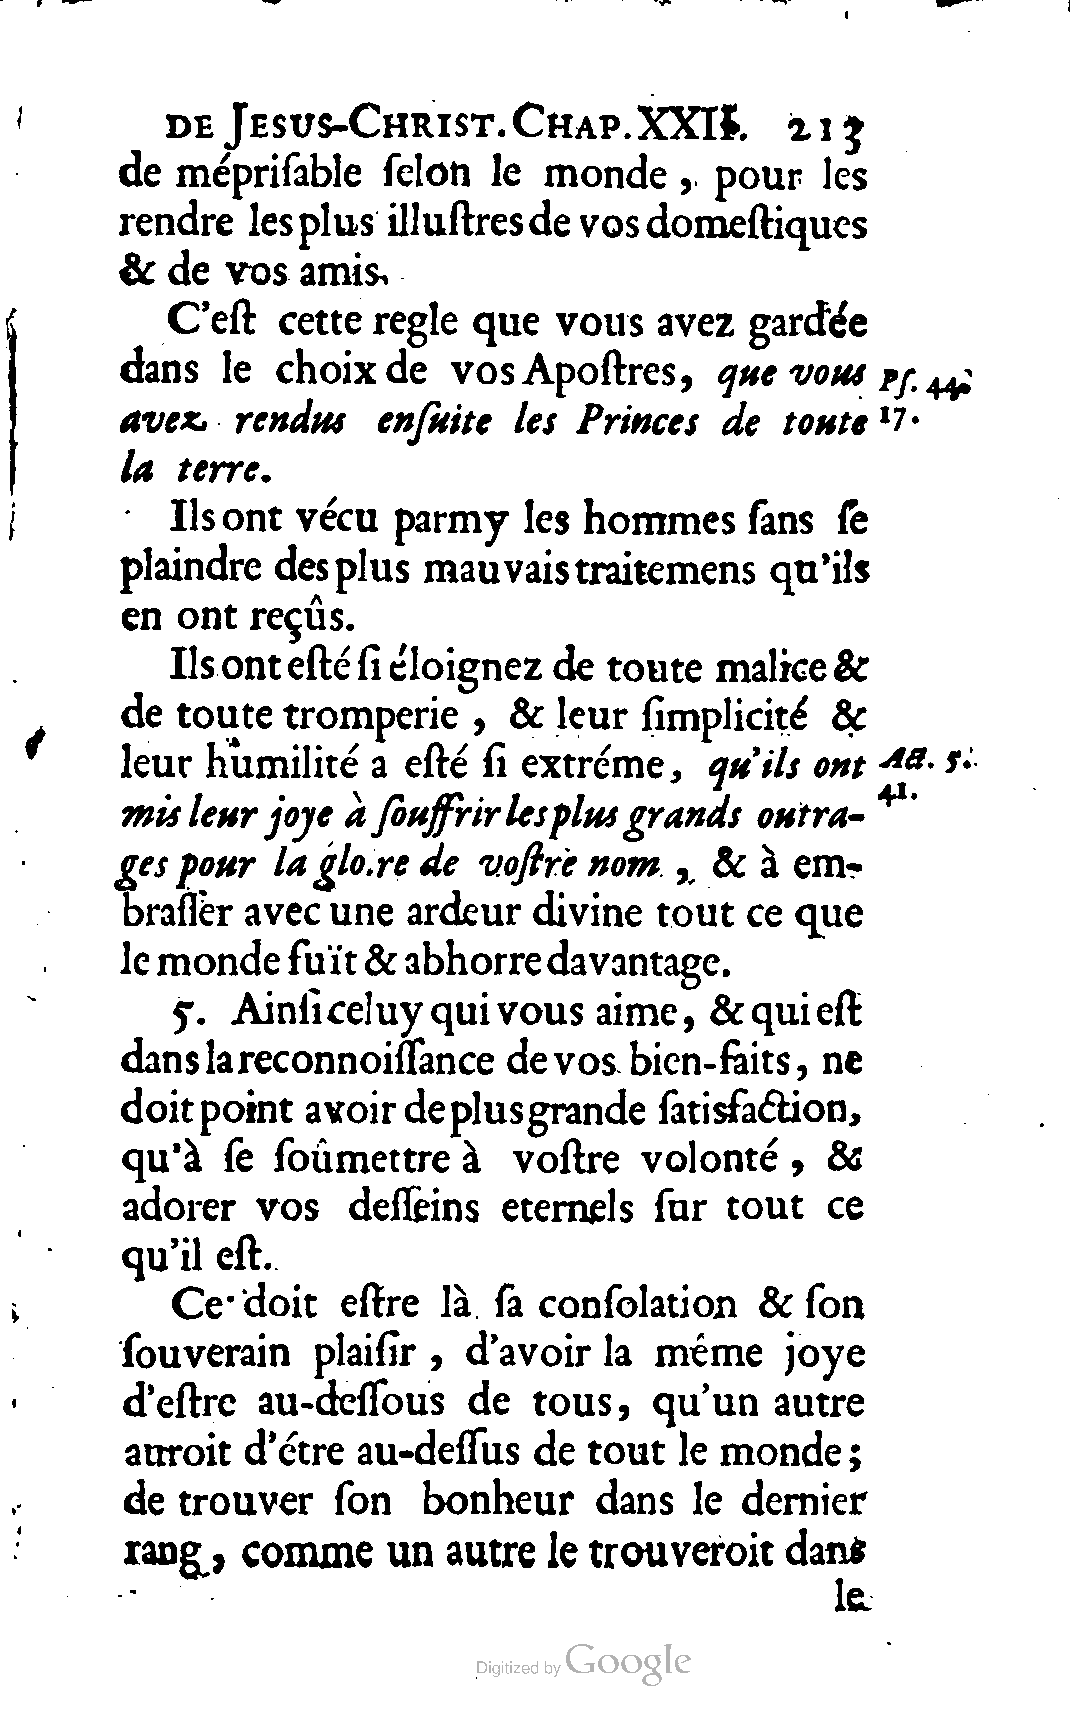 DE JESUS-CHRIST. CHAP. XXII. 213
de mépriſable ſelon le monde, pour les
rendre les plus illuſtres de vos domeſtiques
& de vos amis.
C'eſt cette regle que vous avez gardée
dans le choix de vos Apoſtres, que vous
Pſ. 44.
avez rendus enſuite les Princes de toute
17.
la terre.
Ils ont vécu parmy les hommes ſans ſe
plaindre des plus mauvais traitemens qu'ils
en ont reçûs.
Ils ont eſté ſi éloignez de toute malice &
de toute tromperie, & leur ſimplicité &
leur humilité a eſté ſi extréme, qu'ils ont
Act. 5.
mis leur joye à ſouffrir les plus grands outra-
41.
ges pour la gloire de voſtre nom, & à em-
braſſer avec une ardeur divine tout ce que
le monde fuït & abhorre davantage.
5. Ainſi celuy qui vous aime, & qui eſt
dans la reconnoiſſance de vos bien-faits, ne
doit point avoir de plus grande ſatisfaction,
qu'à ſe ſoûmettre à voſtre volonté, &
adorer vos deſſeins eternels ſur tout ce
qu'il eſt.
Ce doit eſtre là ſa conſolation & ſon
ſouverain plaiſir, d'avoir la même joye
d'eſtre au-deſſous de tous, qu'un autre
auroit d'étre au-deſſus de tout le monde;
de trouver ſon bonheur dans le dernier
rang, comme un autre le trouveroit dans
le
Digitized by Google